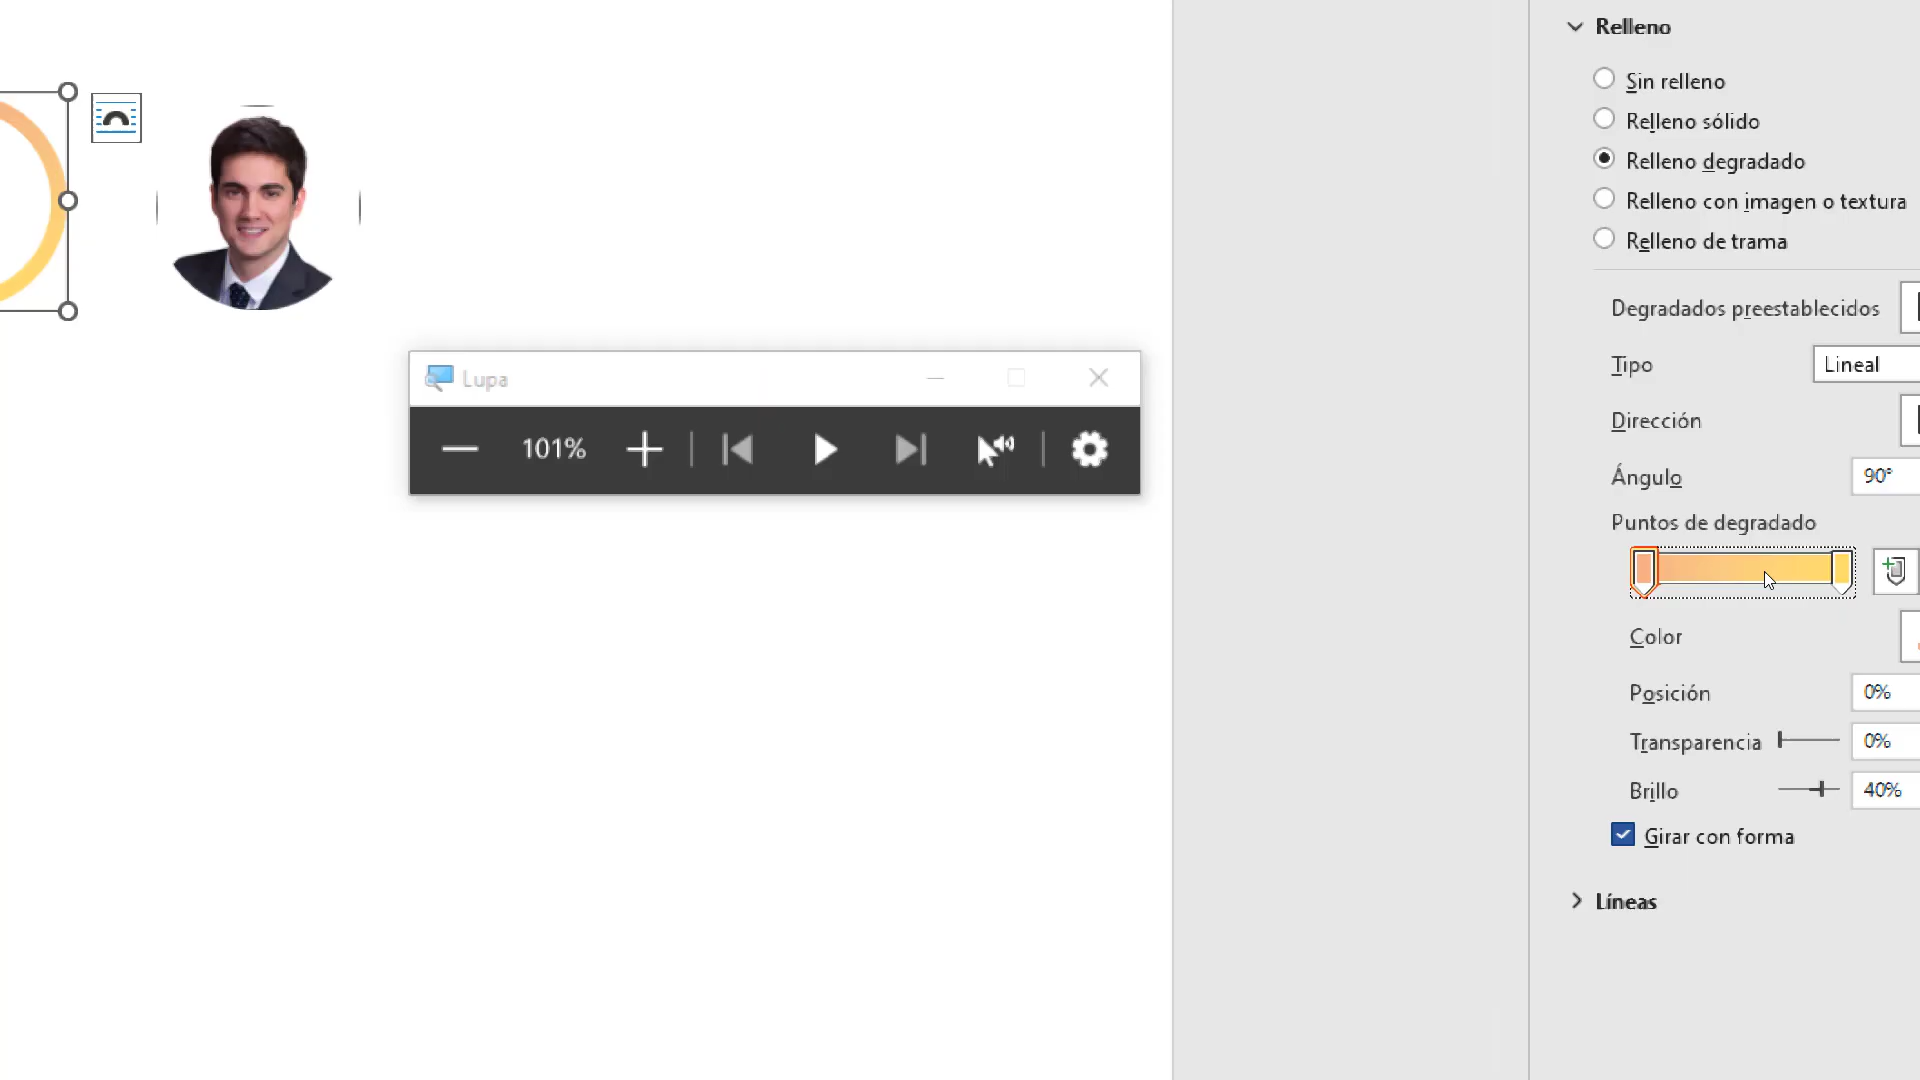 Relleno
Sin relleno
Relleno sólido
Relleno degradado
Relleno con imagen o textura
Relleno de trama
Degradados preestablecidos
Tipo Lineal
Dirección
Ángulo 90°
Puntos de degradado
Color
Posición 0%
Transparencia 0%
Brillo 40%
Girar con forma
Líneas
Lupa
101%